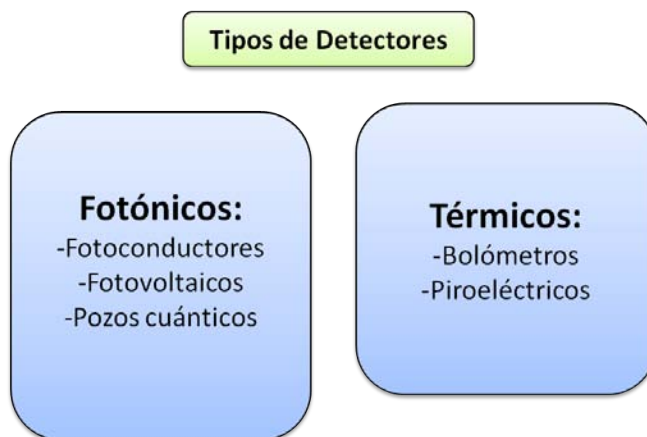 Tipos de Detectores
Fotónicos:
-Fotoconductores
-Fotovoltaicos
-Pozos cuánticos
Térmicos:
-Bolómetros
-Piroeléctricos